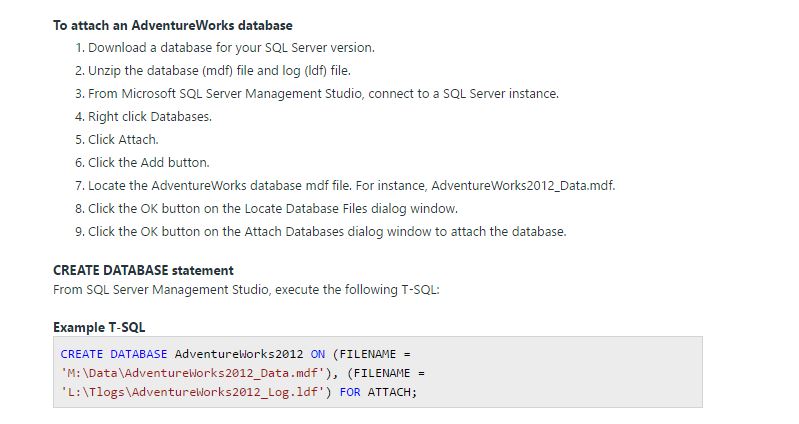 To attach an AdventureWorks database
1. Download a database for your SQL Server version.
2. Unzip the database (mdf) file and log (ldf) file.
3. From Microsoft SQL Server Management Studio, connect to a SQL Server instance.
4. Right click Databases.
5. Click Attach.
6. Click the Add button.
7. Locate the AdventureWorks database mdf file. For instance, AdventureWorks2012_Data.mdf.
8. Click the OK button on the Locate Database Files dialog window.
9. Click the OK button on the Attach Databases dialog window to attach the database.
CREATE DATABASE statement
From SQL Server Management Studio, execute the following T-SQL:
Example T-SQL
CREATE DATABASE AdventureWorks2012 ON (FILENAME =
'M:\Data\AdventureWorks2012_Data.mdf'), (FILENAME =
'L:\Tlogs\AdventureWorks2012_Log.ldf') FOR ATTACH;